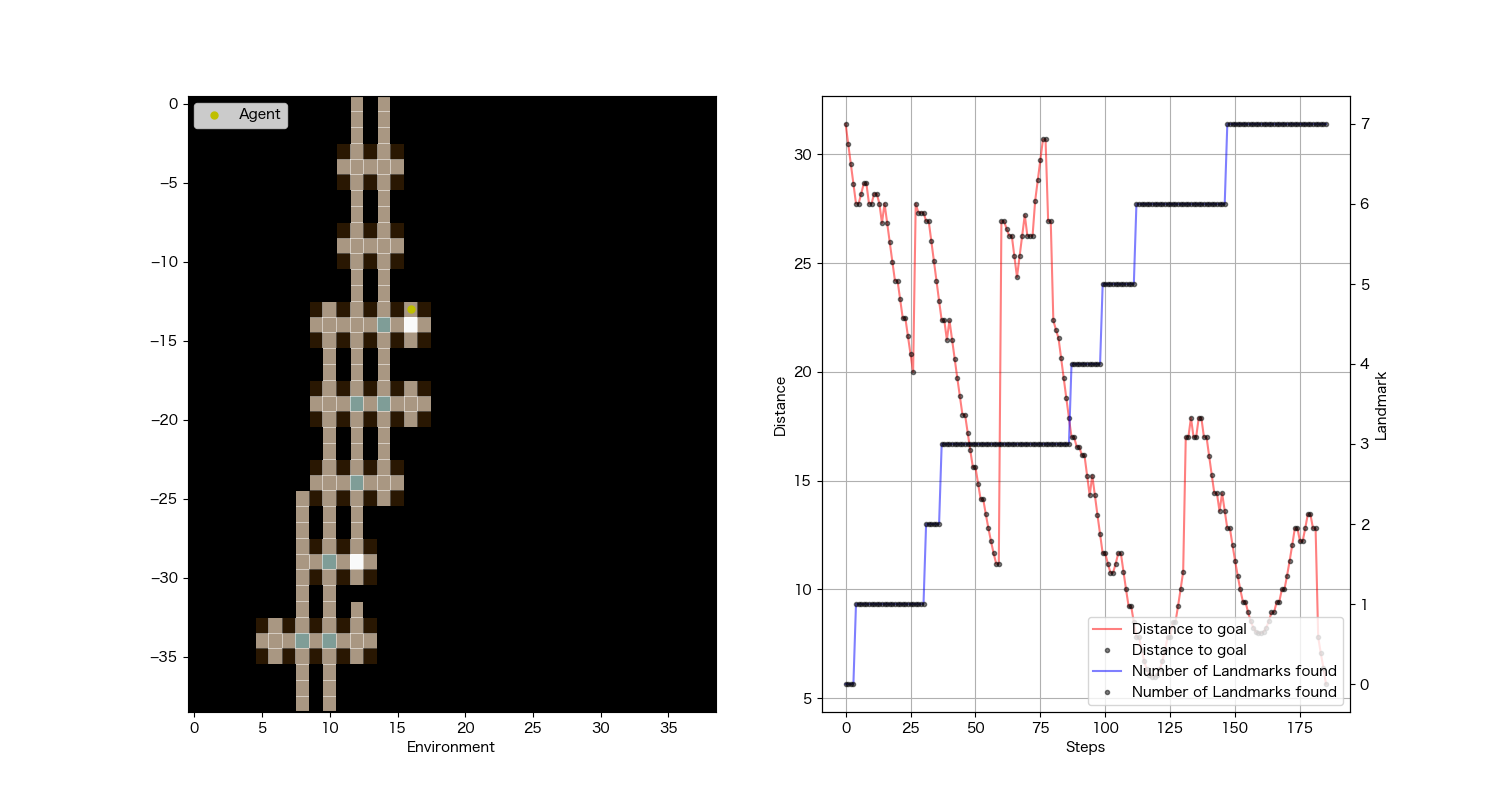 Agent
0
−5
−10
−15
−20
−25
−30
−35
0 5 10 15 20 25 30 35
Environment
Distance
30
25
20
15
10
5
0 25 50 75 100 125 150 175
Steps
7
6
5
4
3
2
1
0
Landmark
Distance to goal
Distance to goal
Number of Landmarks found
Number of Landmarks found